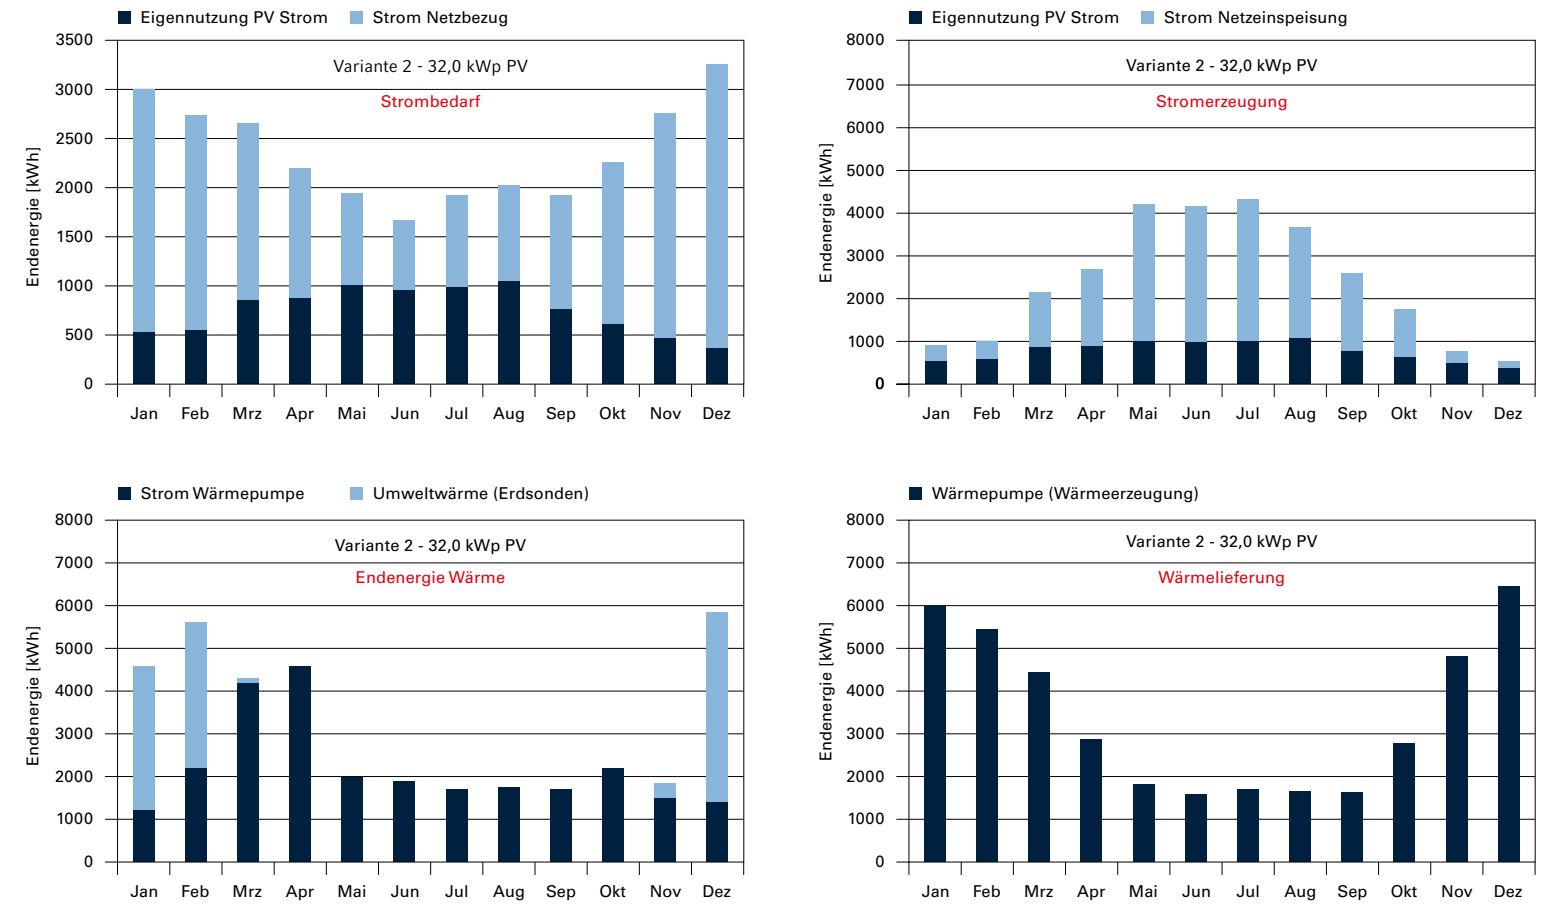 Eigennutzung PV Strom Strom Netzbezug
3500
3000
2500
2000
1500
1000
500
0
Endenergie [kWh]
Variante 2 - 32,0 kWp PV
Strombedarf
Jan Feb Mrz Apr Mai Jun Jul Aug Sep Okt Nov Dez
Eigennutzung PV Strom Strom Netzeinspeisung
8000
7000
6000
5000
4000
3000
2000
1000
0
Endenergie [kWh]
Variante 2 - 32,0 kWp PV
Stromerzeugung
Jan Feb Mrz Apr Mai Jun Jul Aug Sep Okt Nov Dez
Strom Wärmepumpe Umweltwärme (Erdsonden)
8000
7000
6000
5000
4000
3000
2000
1000
0
Endenergie [kWh]
Variante 2 - 32,0 kWp PV
Endenergie Wärme
Jan Feb Mrz Apr Mai Jun Jul Aug Sep Okt Nov Dez
Wärmepumpe (Wärmeerzeugung)
8000
7000
6000
5000
4000
3000
2000
1000
0
Endenergie [kWh]
Variante 2 - 32,0 kWp PV
Wärmelieferung
Jan Feb Mrz Apr Mai Jun Jul Aug Sep Okt Nov Dez